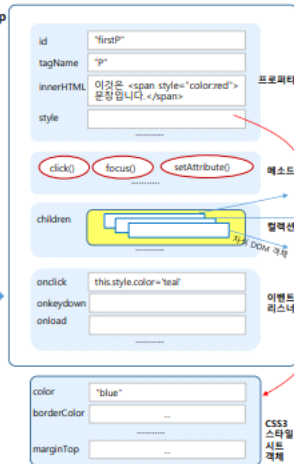 p
id "firstP"
tagName "P"
innerHTML 이것은 <span style="color:red">
문장입니다.</span>
style
............
프로퍼티
click() focus() setAttribute()
............
메소드
children
............
컬렉션
자식 DOM 객체
onclick this.style.color='teal'
onkeydown
onload
............
이벤트
리스너
color "blue"
borderColor ...
............
marginTop ...
CSS3
스타일
시트
객체